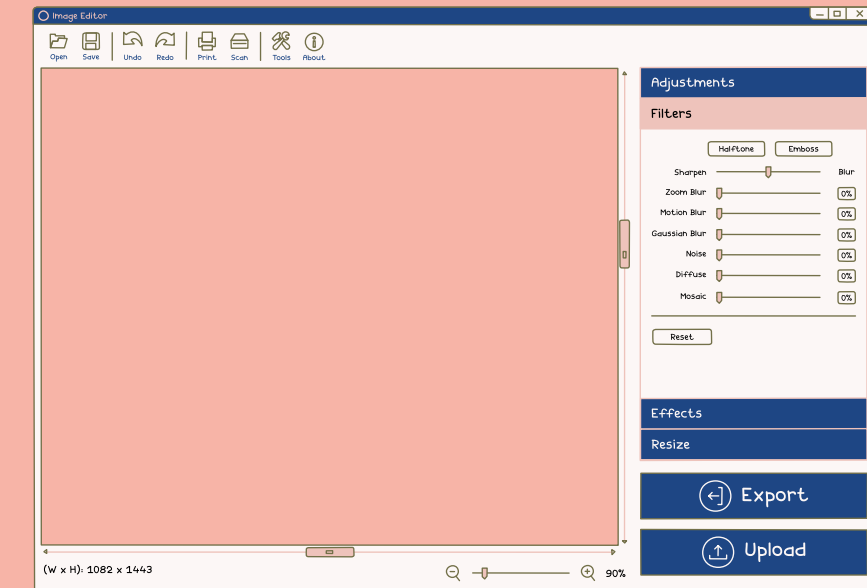 Image Editor
Open Save Undo Redo Print Scan Tools About
Adjustments
Filters
Halftone Emboss
Sharpen Blur
Zoom Blur 0%
Motion Blur 0%
Gaussian Blur 0%
Noise 0%
Diffuse 0%
Mosaic 0%
Reset
Effects
Resize
Export
Upload
(W x H): 1082 x 1443
90%